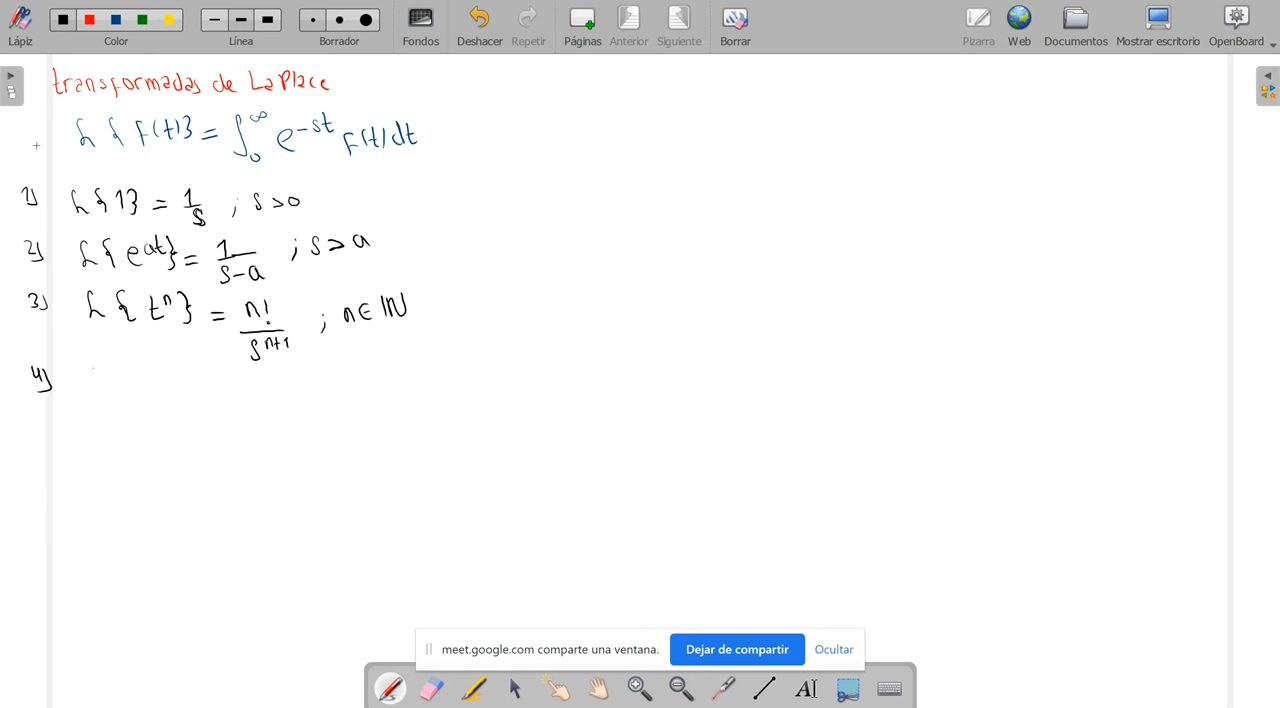 Lápiz Color Línea Borrador Fondos Deshacer Repetir Páginas Anterior Siguiente Borrar Pizarra Web Documentos Mostrar escritorio OpenBoard
transformadas de LaPlace
L{F(t)} = ∫₀^∞ e^{-st} F(t)dt
1) L{1} = 1/s ; s>0
2) L{e^{at}} = 1/(s-a) ; s>a
3) L{t^n} = n!/s^{n+1} ; n∈ℕ
4)
meet.google.com comparte una ventana. Dejar de compartir Ocultar